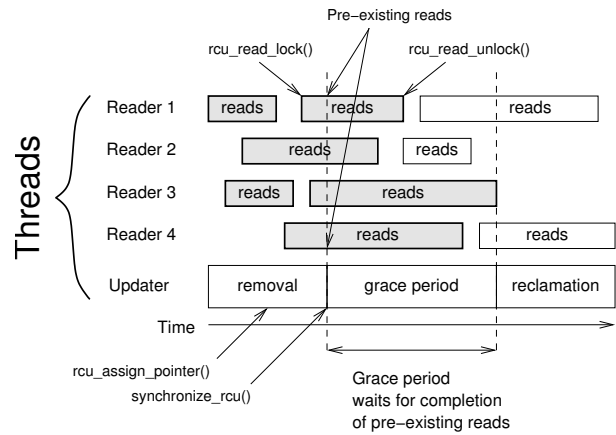 Pre-existing reads
rcu_read_lock()
rcu_read_unlock()
Threads
Reader 1
reads
reads
reads
Reader 2
reads
reads
Reader 3
reads
reads
Reader 4
reads
reads
Updater
removal
grace period
reclamation
Time
rcu_assign_pointer()
synchronize_rcu()
Grace period
waits for completion
of pre-existing reads